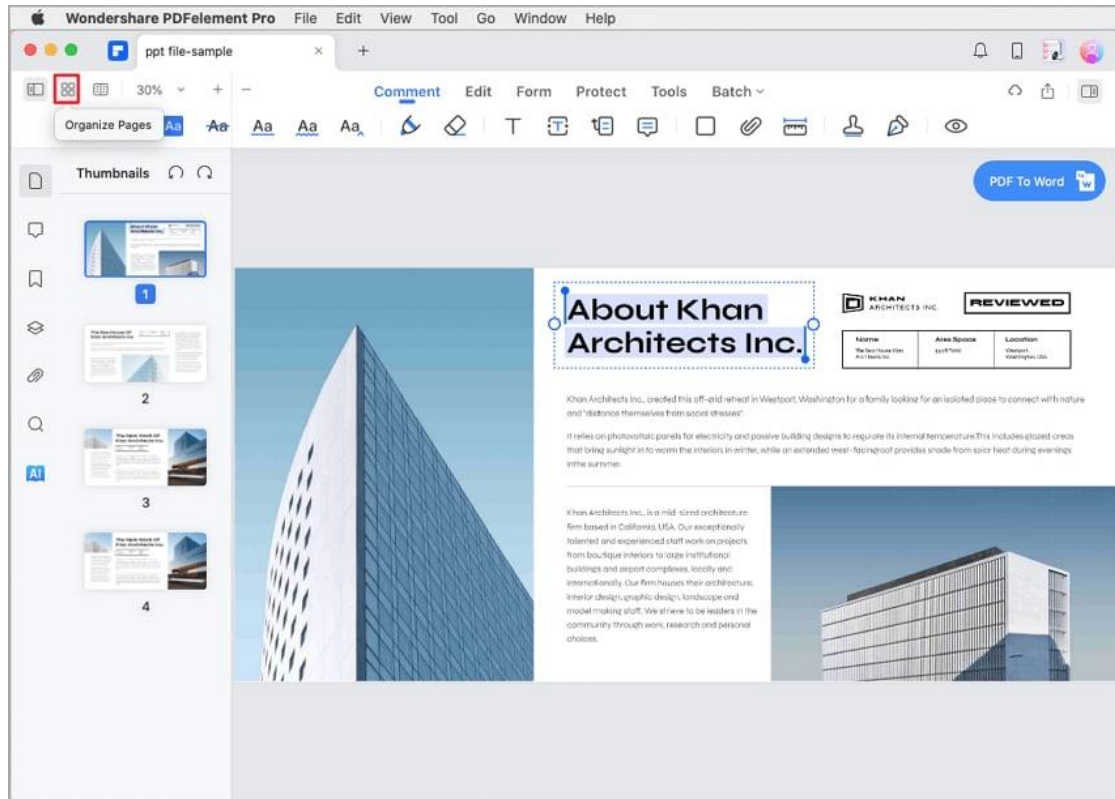 Wondershare PDFelement Pro File Edit View Tool Go Window Help
ppt file-sample
30%
Comment Edit Form Protect Tools Batch
Organize Pages
Aa Aa Aa Aa Aa T T
Thumbnails
PDF To Word
1
2
3
4
AI
About Khan
Architects Inc.
KHAN
ARCHITECTS INC.
REVIEWED
Name Area Space Location
Westport,
Washington, USA
Khan Architects Inc., created this off-grid retreat in Westport, Washington for a family looking for an isolated place to connect with nature
and "distance themselves from social stresses".
It relies on photovoltaic panels for electricity and passive building designs to regulate its internal temperature.This includes glazed areas
that bring sunlight in to warm the interiors in winter, while an extended west-facingroof provides shade from solar heat during evenings
inthe summer.
Khan Architects Inc., is a mid-sized architecture
firm based in California, USA. Our exceptionally
talented and experienced staff work on projects
from boutique interiors to large institutional
buildings and airport complexes, locally and
internationally. Our firm houses their architecture,
interior design, graphic design, landscape and
model making staff. We strieve to be leaders in the
community through work, research and personal
choices.